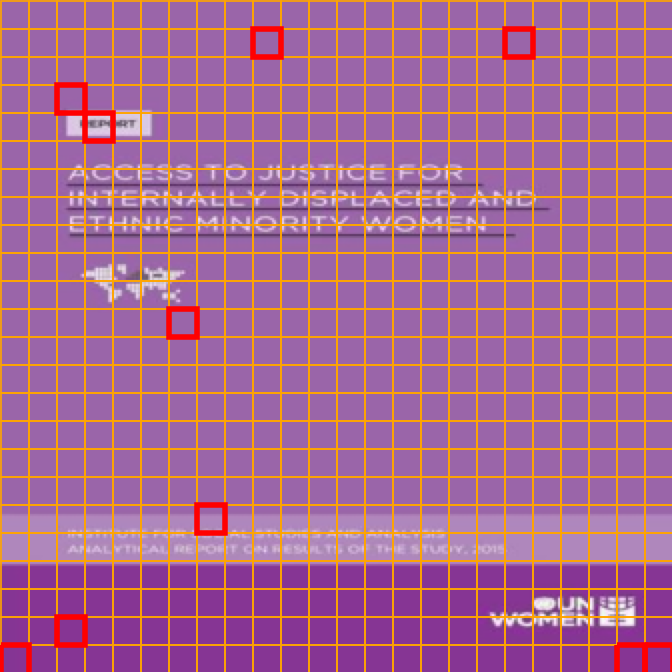 REPORT
ACCESS TO JUSTICE FOR
INTERNALLY DISPLACED AND
ETHNIC MINORITY WOMEN
INSTITUTE FOR SOCIAL STUDIES AND ANALYSIS
ANALYTICAL REPORT ON RESULTS OF THE STUDY, 2015
UN
WOMEN